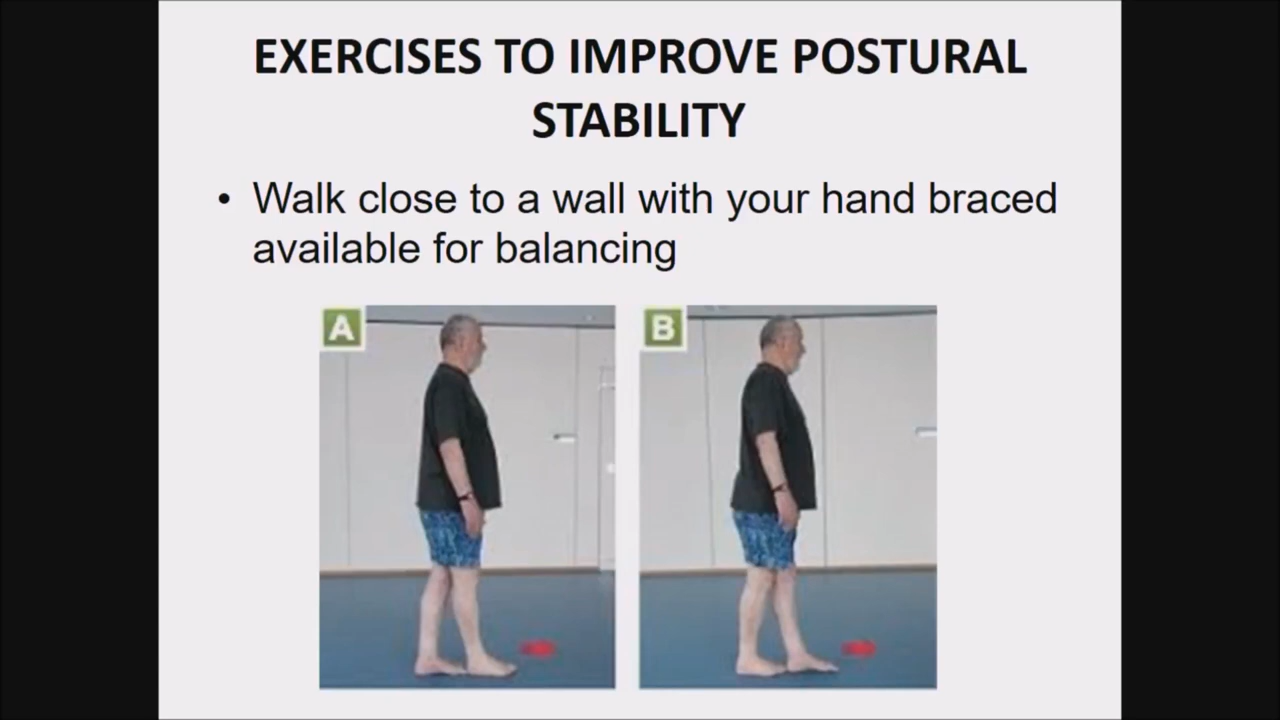 EXERCISES TO IMPROVE POSTURAL
STABILITY
• Walk close to a wall with your hand braced
available for balancing
A
B